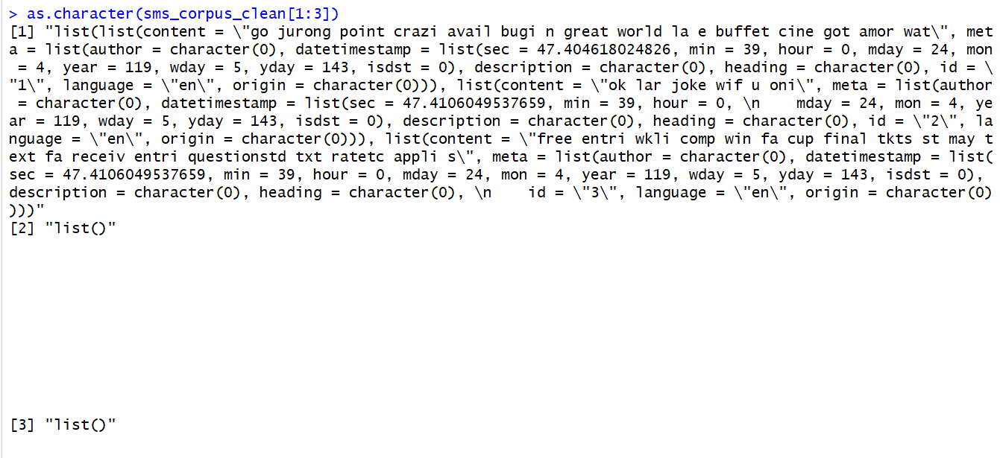 > as.character(sms_corpus_clean[1:3])
[1] "list(list(content = \"go jurong point crazi avail bugi n great world la e buffet cine got amor wat\", met
a = list(author = character(0), datetimestamp = list(sec = 47.404618024826, min = 39, hour = 0, mday = 24, mon
 = 4, year = 119, wday = 5, yday = 143, isdst = 0), description = character(0), heading = character(0), id = \
"1\", language = \"en\", origin = character(0))), list(content = \"ok lar joke wif u oni\", meta = list(author
 = character(0), datetimestamp = list(sec = 47.4106049537659, min = 39, hour = 0, \n    mday = 24, mon = 4, ye
ar = 119, wday = 5, yday = 143, isdst = 0), description = character(0), heading = character(0), id = \"2\", la
nguage = \"en\", origin = character(0))), list(content = \"free entri wkli comp win fa cup final tkts st may t
ext fa receiv entri questionstd txt ratetc appli s\", meta = list(author = character(0), datetimestamp = list(
sec = 47.4106049537659, min = 39, hour = 0, mday = 24, mon = 4, year = 119, wday = 5, yday = 143, isdst = 0),
description = character(0), heading = character(0), \n    id = \"3\", language = \"en\", origin = character(0)
)))"
[2] "list()"
[3] "list()"